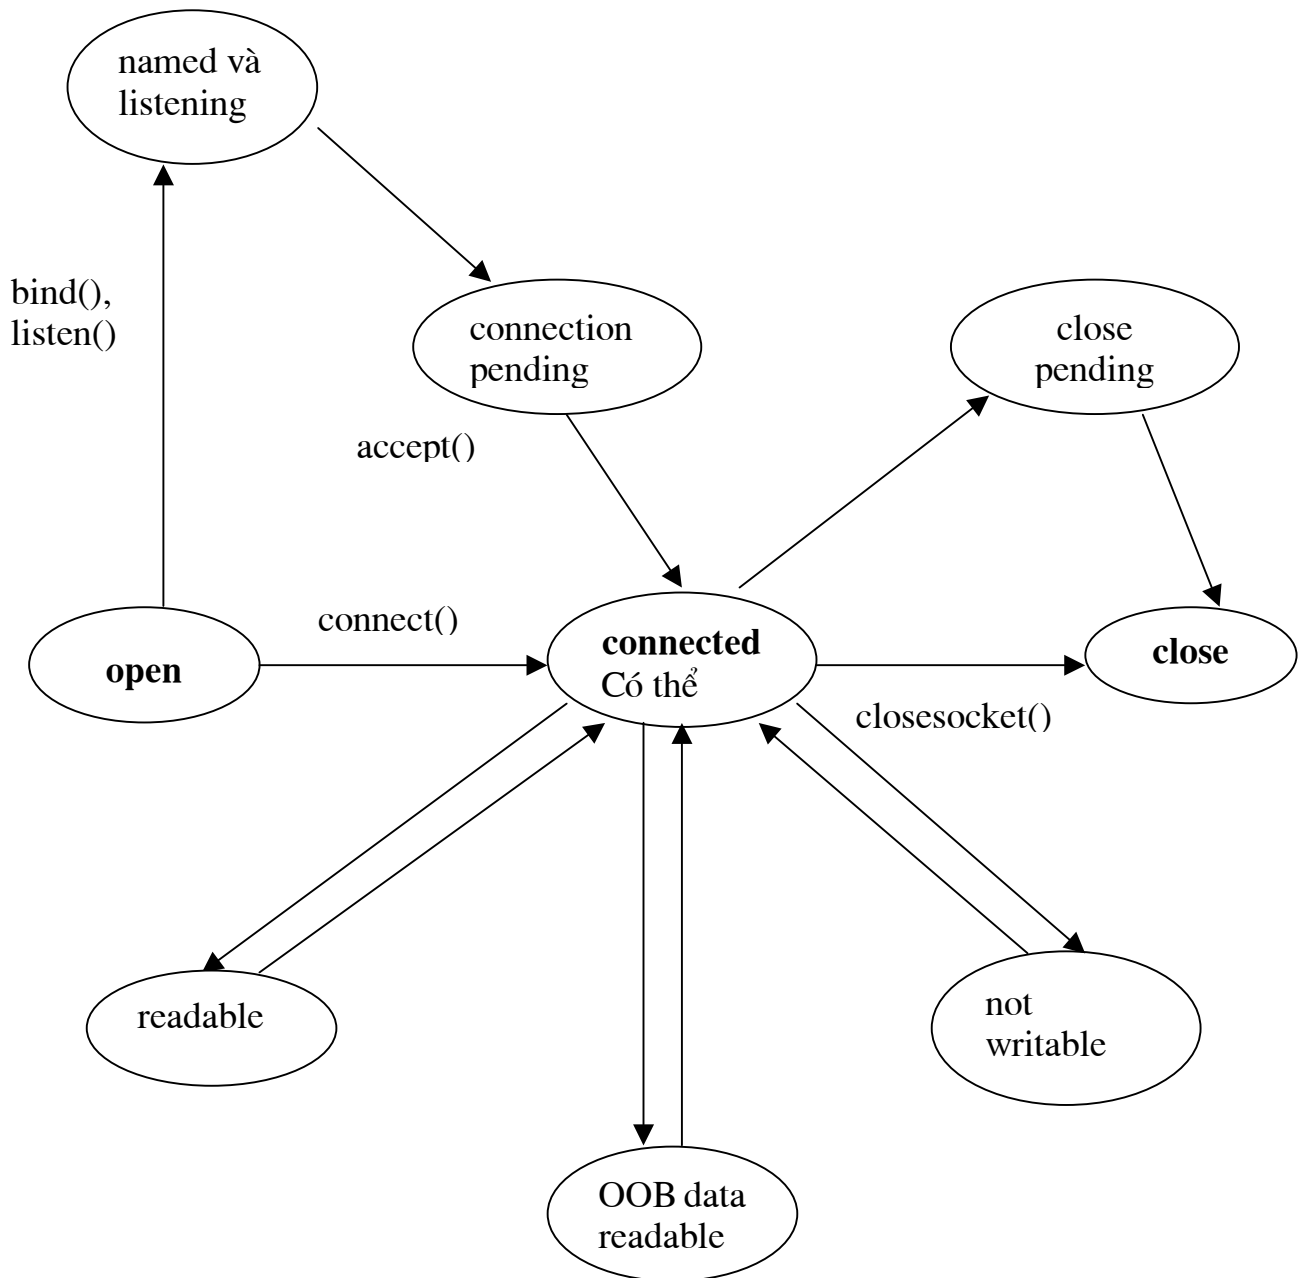 named và
listening
bind(),
listen()
connection
pending
close
pending
accept()
connect()
open
connected
Có thể
close
closesocket()
readable
not
writable
OOB data
readable